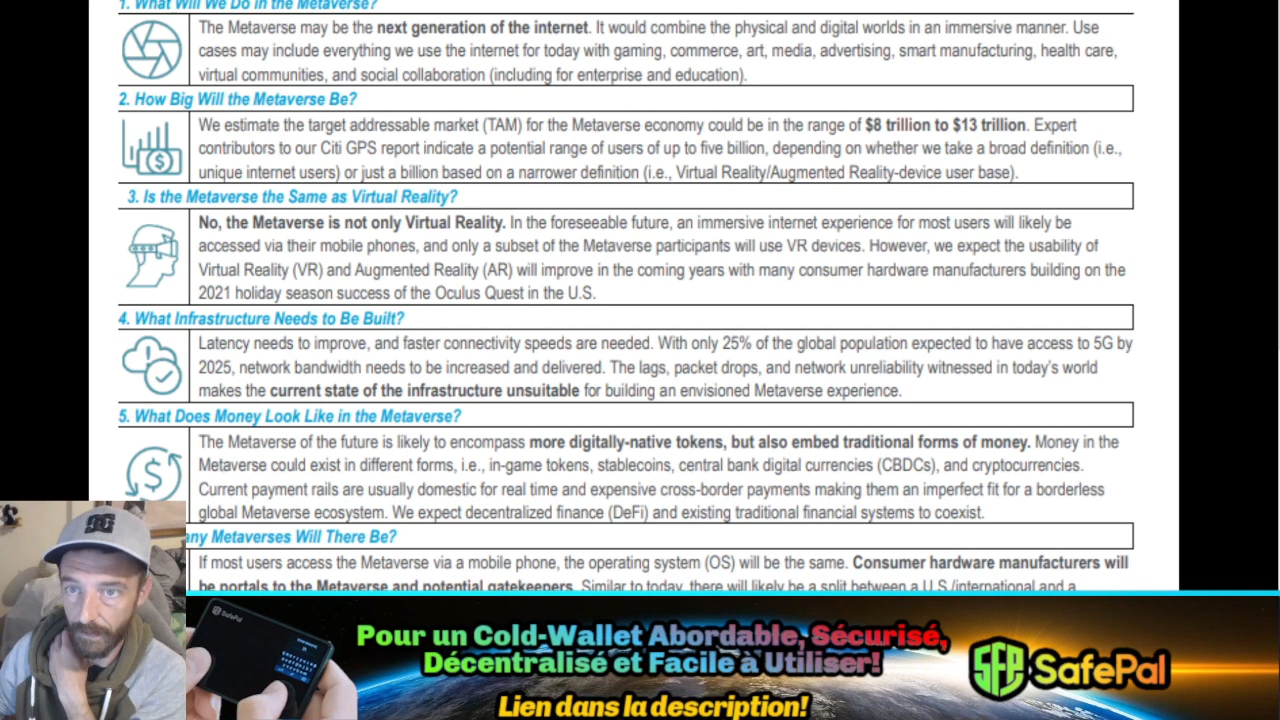 1. What Will We Do in the Metaverse?
The Metaverse may be the next generation of the internet. It would combine the physical and digital worlds in an immersive manner. Use
cases may include everything we use the internet for today with gaming, commerce, art, media, advertising, smart manufacturing, health care,
virtual communities, and social collaboration (including for enterprise and education).
2. How Big Will the Metaverse Be?
We estimate the target addressable market (TAM) for the Metaverse economy could be in the range of $8 trillion to $13 trillion. Expert
contributors to our Citi GPS report indicate a potential range of users of up to five billion, depending on whether we take a broad definition (i.e.,
unique internet users) or just a billion based on a narrower definition (i.e., Virtual Reality/Augmented Reality-device user base).
3. Is the Metaverse the Same as Virtual Reality?
No, the Metaverse is not only Virtual Reality. In the foreseeable future, an immersive internet experience for most users will likely be
accessed via their mobile phones, and only a subset of the Metaverse participants will use VR devices. However, we expect the usability of
Virtual Reality (VR) and Augmented Reality (AR) will improve in the coming years with many consumer hardware manufacturers building on the
2021 holiday season success of the Oculus Quest in the U.S.
4. What Infrastructure Needs to Be Built?
Latency needs to improve, and faster connectivity speeds are needed. With only 25% of the global population expected to have access to 5G by
2025, network bandwidth needs to be increased and delivered. The lags, packet drops, and network unreliability witnessed in today's world
makes the current state of the infrastructure unsuitable for building an envisioned Metaverse experience.
5. What Does Money Look Like in the Metaverse?
The Metaverse of the future is likely to encompass more digitally-native tokens, but also embed traditional forms of money. Money in the
Metaverse could exist in different forms, i.e., in-game tokens, stablecoins, central bank digital currencies (CBDCs), and cryptocurrencies.
Current payment rails are usually domestic for real time and expensive cross-border payments making them an imperfect fit for a borderless
global Metaverse ecosystem. We expect decentralized finance (DeFi) and existing traditional financial systems to coexist.
any Metaverses Will There Be?
If most users access the Metaverse via a mobile phone, the operating system (OS) will be the same. Consumer hardware manufacturers will
be portals to the Metaverse and potential gatekeepers. Similar to today, there will likely be a split between a U.S./international and a
SafePal
Pour un Cold-Wallet Abordable, Sécurisé,
Décentralisé et Facile à Utiliser!
SafePal
Lien dans la description!